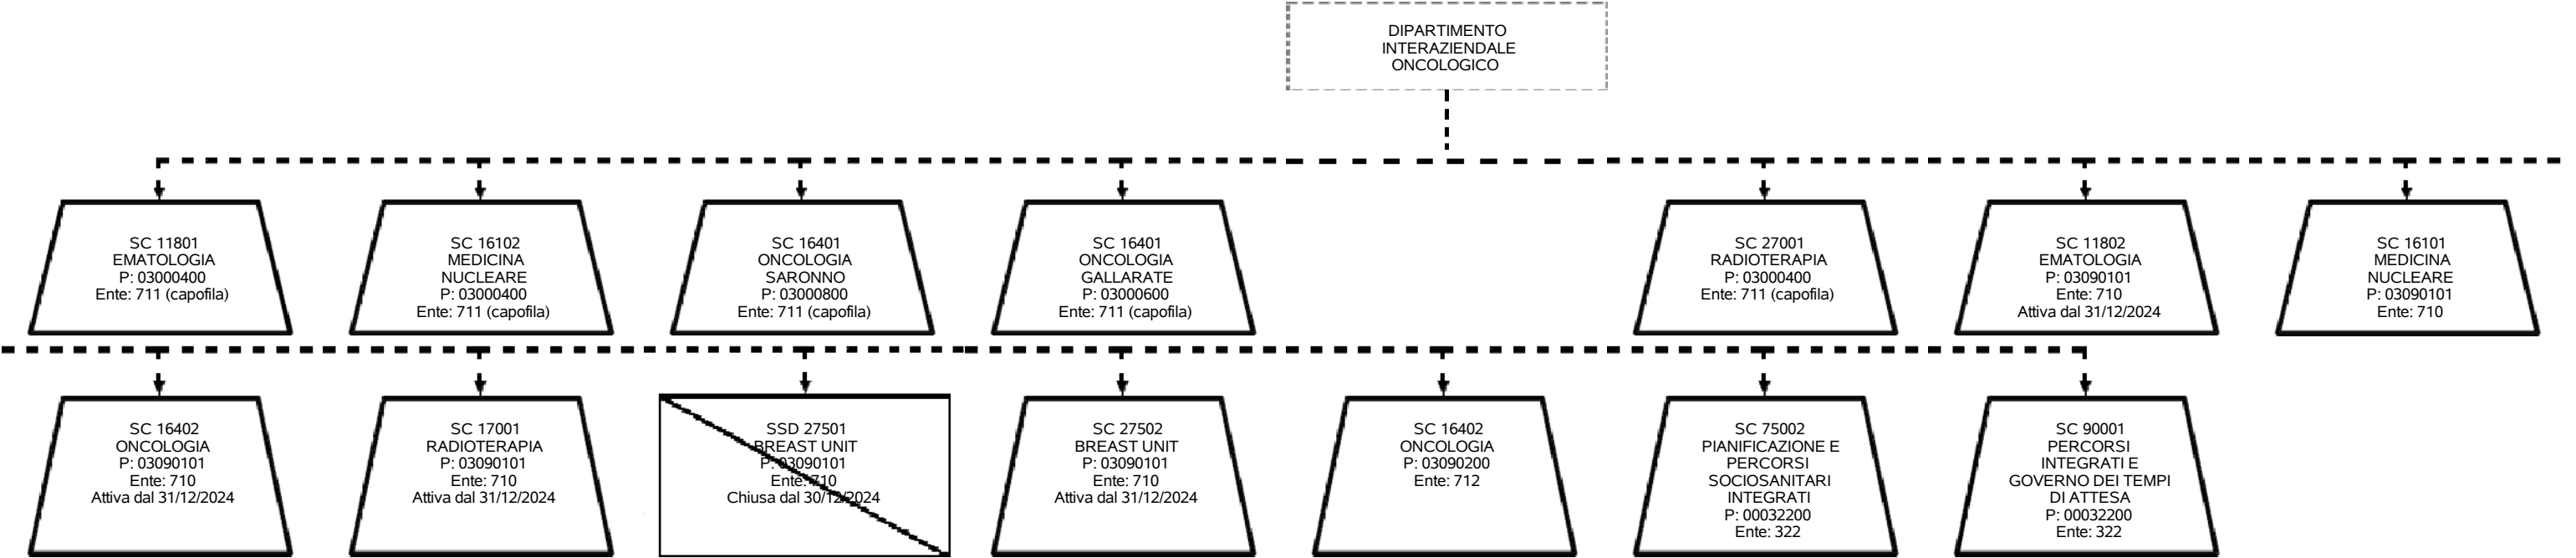 DIPARTIMENTO
INTERAZIENDALE
ONCOLOGICO
SC 11801
EMATOLOGIA
P: 03000400
Ente: 711 (capofila)
SC 16102
MEDICINA
NUCLEARE
P: 03000400
Ente: 711 (capofila)
SC 16401
ONCOLOGIA
SARONNO
P: 03000800
Ente: 711 (capofila)
SC 16401
ONCOLOGIA
GALLARATE
P: 03000600
Ente: 711 (capofila)
SC 27001
RADIOTERAPIA
P: 03000400
Ente: 711 (capofila)
SC 11802
EMATOLOGIA
P: 03090101
Ente: 710
Attiva dal 31/12/2024
SC 16101
MEDICINA
NUCLEARE
P: 03090101
Ente: 710
SC 16402
ONCOLOGIA
P: 03090101
Ente: 710
Attiva dal 31/12/2024
SC 17001
RADIOTERAPIA
P: 03090101
Ente: 710
Attiva dal 31/12/2024
SSD 27501
BREAST UNIT
P: 03090101
Ente: 710
Chiusa dal 30/12/2024
SC 27502
BREAST UNIT
P: 03090101
Ente: 710
Attiva dal 31/12/2024
SC 16402
ONCOLOGIA
P: 03090200
Ente: 712
SC 75002
PIANIFICAZIONE E
PERCORSI
SOCIOSANITARI
INTEGRATI
P: 00032200
Ente: 322
SC 90001
PERCORSI
INTEGRATI E
GOVERNO DEI TEMPI
DI ATTESA
P: 00032200
Ente: 322